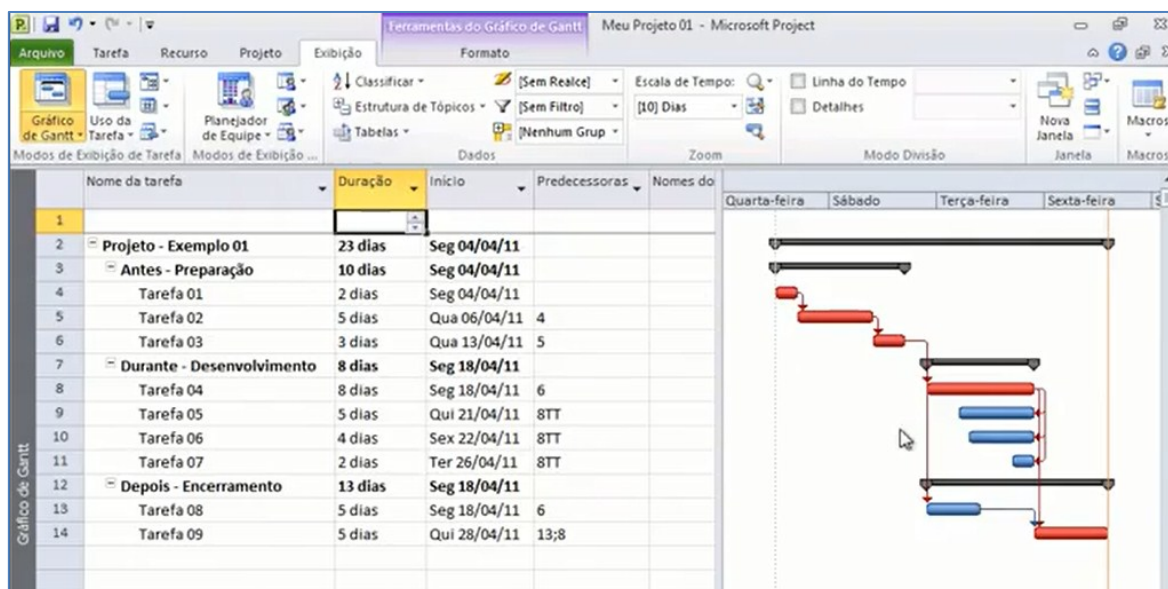 Ferramentas do Gráfico de Gantt Meu Projeto 01 - Microsoft Project
Arquivo Tarefa Recurso Projeto Exibição Formato
Gráfico de Gantt
Uso da Tarefa
Planejador de Equipe
Classificar
Estrutura de Tópicos
Tabelas
[Sem Realce]
[Sem Filtro]
[Nenhum Grup
Escala de Tempo:
[10] Dias
Linha do Tempo
Detalhes
Nova Janela
Macros
Modos de Exibição de Tarefa Modos de Exibição ... Dados Zoom Modo Divisão Janela Macros
Nome da tarefa Duração Início Predecessoras Nomes do
Quarta-feira Sábado Terça-feira Sexta-feira S
1
2 Projeto - Exemplo 01 23 dias Seg 04/04/11
3 Antes - Preparação 10 dias Seg 04/04/11
4 Tarefa 01 2 dias Seg 04/04/11
5 Tarefa 02 5 dias Qua 06/04/11 4
6 Tarefa 03 3 dias Qua 13/04/11 5
7 Durante - Desenvolvimento 8 dias Seg 18/04/11
8 Tarefa 04 8 dias Seg 18/04/11 6
9 Tarefa 05 5 dias Qui 21/04/11 8TT
10 Tarefa 06 4 dias Sex 22/04/11 8TT
11 Tarefa 07 2 dias Ter 26/04/11 8TT
12 Depois - Encerramento 13 dias Seg 18/04/11
13 Tarefa 08 5 dias Seg 18/04/11 6
14 Tarefa 09 5 dias Qui 28/04/11 13;8
Gráfico de Gantt